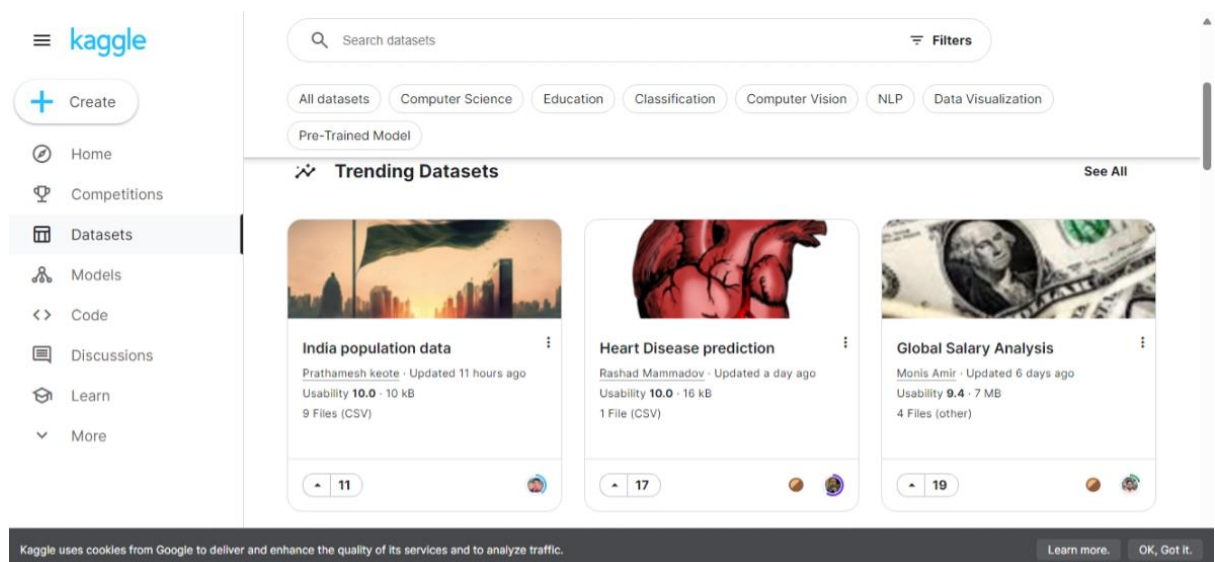 kaggle
Create
Home
Competitions
Datasets
Models
Code
Discussions
Learn
More
Search datasets
Filters
All datasets
Computer Science
Education
Classification
Computer Vision
NLP
Data Visualization
Pre-Trained Model
Trending Datasets
See All
India population data
Prathamesh keote · Updated 11 hours ago
Usability 10.0 · 10 kB
9 Files (CSV)
11
Heart Disease prediction
Rashad Mammadov · Updated a day ago
Usability 10.0 · 16 kB
1 File (CSV)
17
Global Salary Analysis
Monis Amir · Updated 6 days ago
Usability 9.4 · 7 MB
4 Files (other)
19
Kaggle uses cookies from Google to deliver and enhance the quality of its services and to analyze traffic.
Learn more.
OK, Got it.